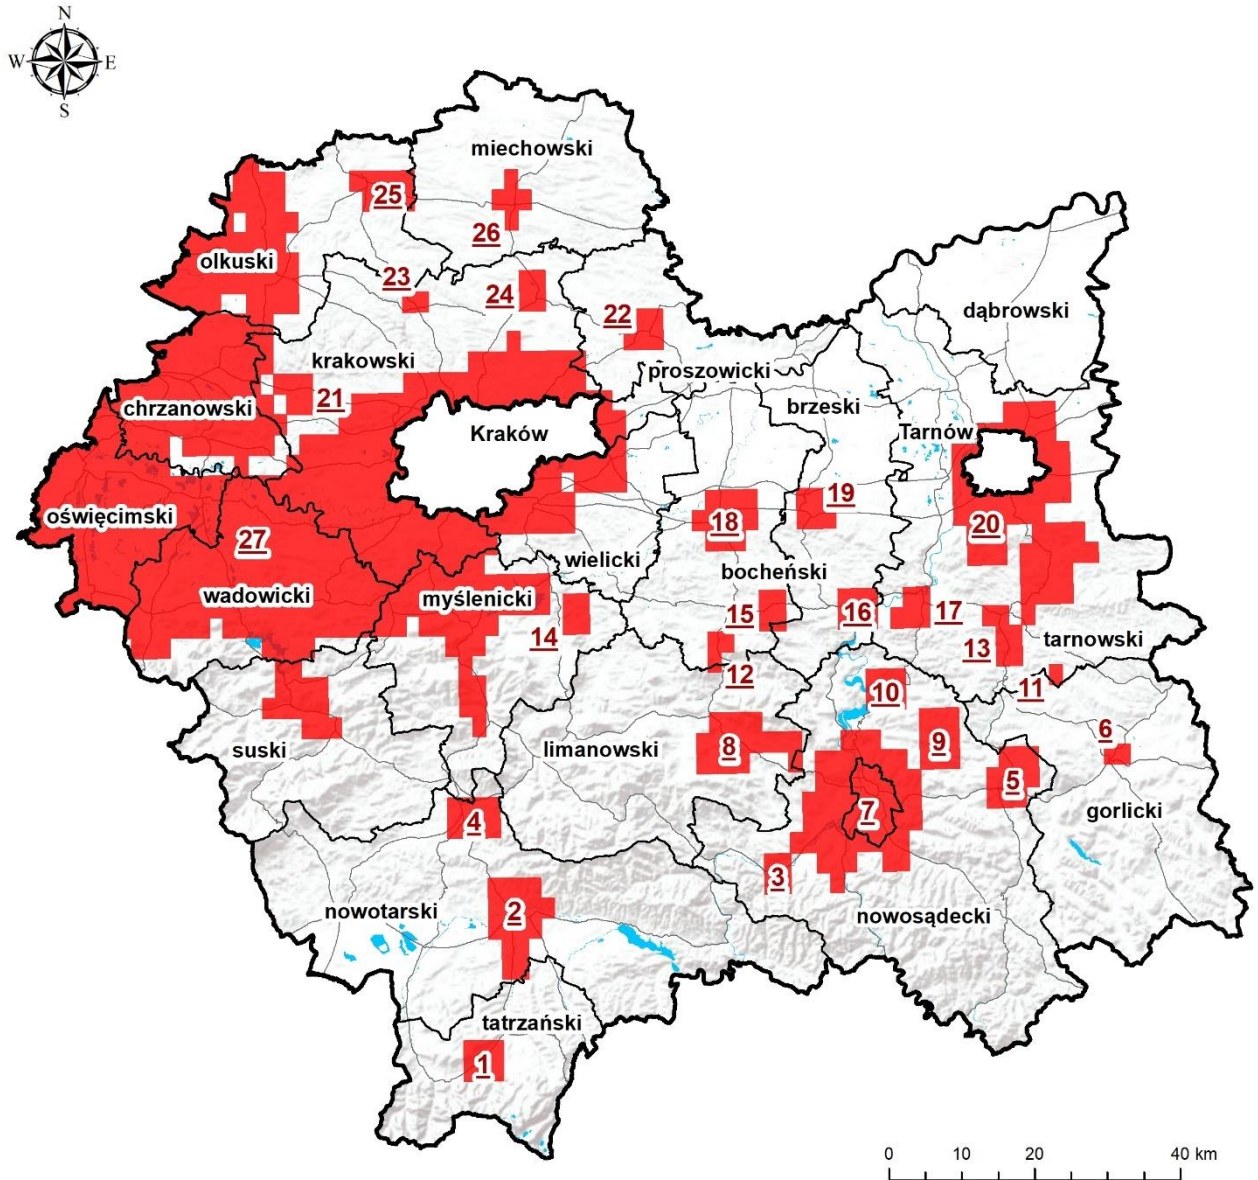 N
W E
S
miechowski
25
26
olkuski
23
24
22
dąbrowski
krakowski
proszowicki
21
chrzanowski
brzeski
Kraków
Tarnów
19
oświęcimski
18
20
27
wielicki
bocheński
wadowicki
myślenicki
15
16
17
14
13
tarnowski
12
11
10
6
suski
limanowski
8
9
5
4
7
gorlicki
3
nowotarski
2
nowosądecki
tatrzański
1
0 10 20 40 km